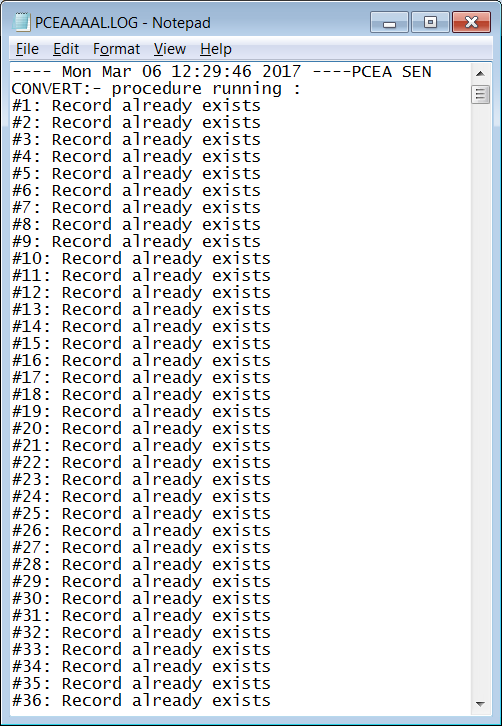 PCEAAAAL.LOG - Notepad
File Edit Format View Help
---- Mon Mar 06 12:29:46 2017 ----PCEA SEN
CONVERT:- procedure running :
#1: Record already exists
#2: Record already exists
#3: Record already exists
#4: Record already exists
#5: Record already exists
#6: Record already exists
#7: Record already exists
#8: Record already exists
#9: Record already exists
#10: Record already exists
#11: Record already exists
#12: Record already exists
#13: Record already exists
#14: Record already exists
#15: Record already exists
#16: Record already exists
#17: Record already exists
#18: Record already exists
#19: Record already exists
#20: Record already exists
#21: Record already exists
#22: Record already exists
#23: Record already exists
#24: Record already exists
#25: Record already exists
#26: Record already exists
#27: Record already exists
#28: Record already exists
#29: Record already exists
#30: Record already exists
#31: Record already exists
#32: Record already exists
#33: Record already exists
#34: Record already exists
#35: Record already exists
#36: Record already exists